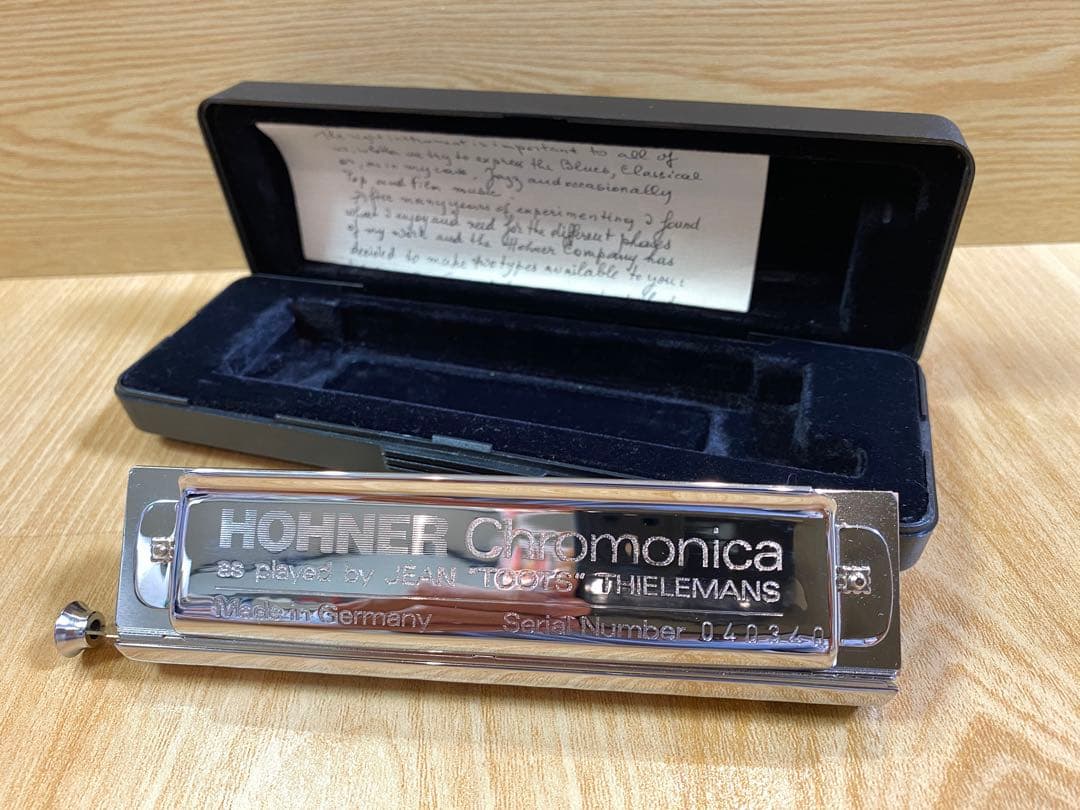 The right instrument is important to all of
us, when we try to express the Blues, Classical
or, as in my case, Jazz and occasionally
Pop and Film music.
After many years of experimenting I found
what I enjoy and need for the different phases
of my work and the Hohner Company has
decided to make two types available to you:
HOHNER Chromonica
as played by JEAN "TOOTS" THIELEMANS
Made in Germany Serial Number 040340